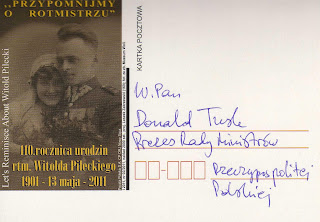 ,,PRZYPOMNIJMY
O ROTMISTRZU"
Let's Reminisce About Witold Pilecki
110 rocznica urodzin
rtm. Witolda Pileckiego
1901 - 13 maja - 2011
KARTKA POCZTOWA
W. Pan
Donald Tusk
Prezes Rady Ministrów
Rzeczypospolitej
Polskiej